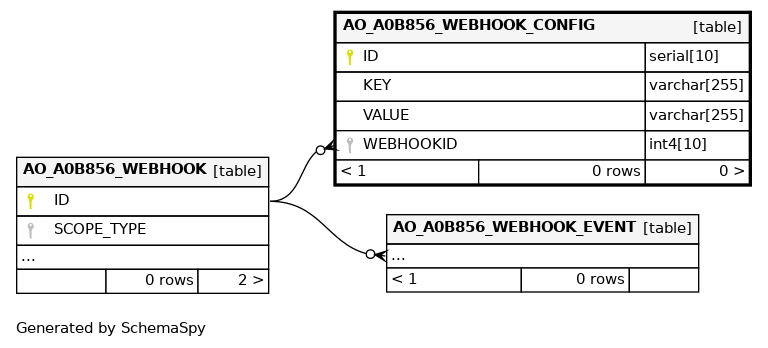 AO_A0B856_WEBHOOK_CONFIG [table]
ID serial[10]
KEY varchar[255]
VALUE varchar[255]
WEBHOOKID int4[10]
< 1 0 rows 0 >
AO_A0B856_WEBHOOK [table]
ID
SCOPE_TYPE
...
0 rows 2 >
AO_A0B856_WEBHOOK_EVENT [table]
...
< 1 0 rows
Generated by SchemaSpy